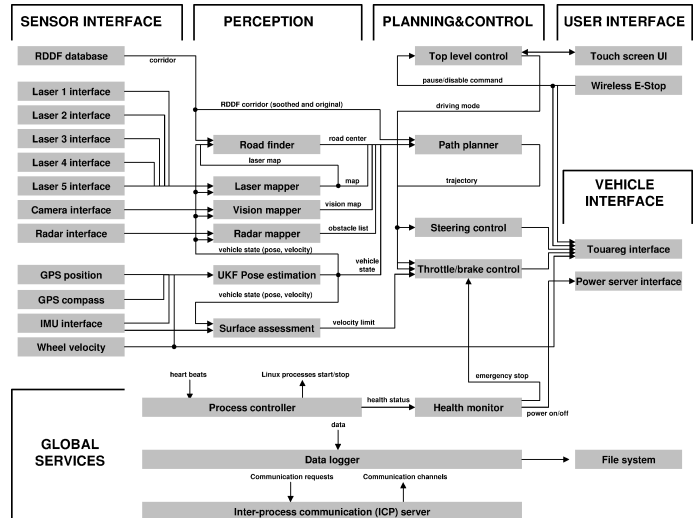 SENSOR INTERFACE
PERCEPTION
PLANNING&CONTROL
USER INTERFACE
RDDF database
corridor
Top level control
Touch screen UI
pause/disable command
Wireless E-Stop
Laser 1 interface
RDDF corridor (soothed and original)
driving mode
Laser 2 interface
Laser 3 interface
Road finder
road center
Path planner
laser map
Laser 4 interface
Laser 5 interface
Laser mapper
map
trajectory
VEHICLE
INTERFACE
Camera interface
Vision mapper
vision map
Radar interface
Radar mapper
obstacle list
Steering control
vehicle state (pose, velocity)
vehicle
state
Touareg interface
GPS position
UKF Pose estimation
Throttle/brake control
Power server interface
vehicle state (pose, velocity)
GPS compass
IMU interface
Surface assessment
velocity limit
Wheel velocity
heart beats
Linux processes start/stop
emergency stop
health status
Process controller
Health monitor
power on/off
GLOBAL
SERVICES
data
Data logger
File system
Communication requests
Communication channels
Inter-process communication (ICP) server